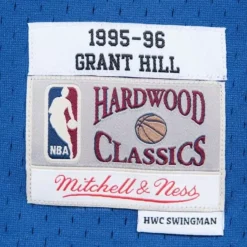 1995-96
GRANT HILL
HARDWOOD
NBA
CLASSICS
Mitchell & Ness
HWC SWINGMAN